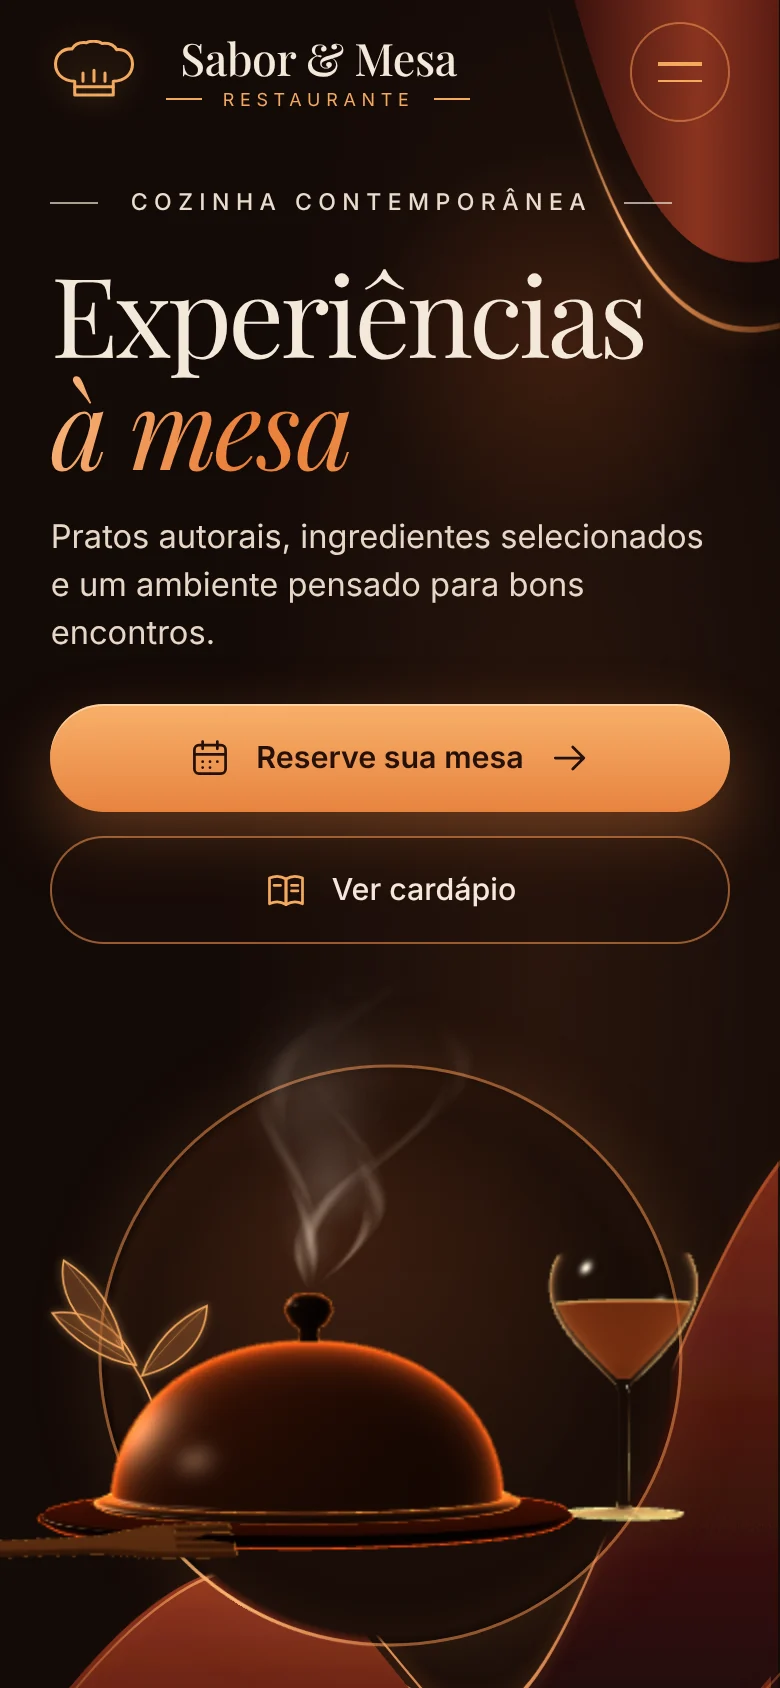 Sabor & Mesa
RESTAURANTE
COZINHA CONTEMPORÂNEA
Experiências
à mesa
Pratos autorais, ingredientes selecionados
e um ambiente pensado para bons
encontros.
Reserve sua mesa
Ver cardápio